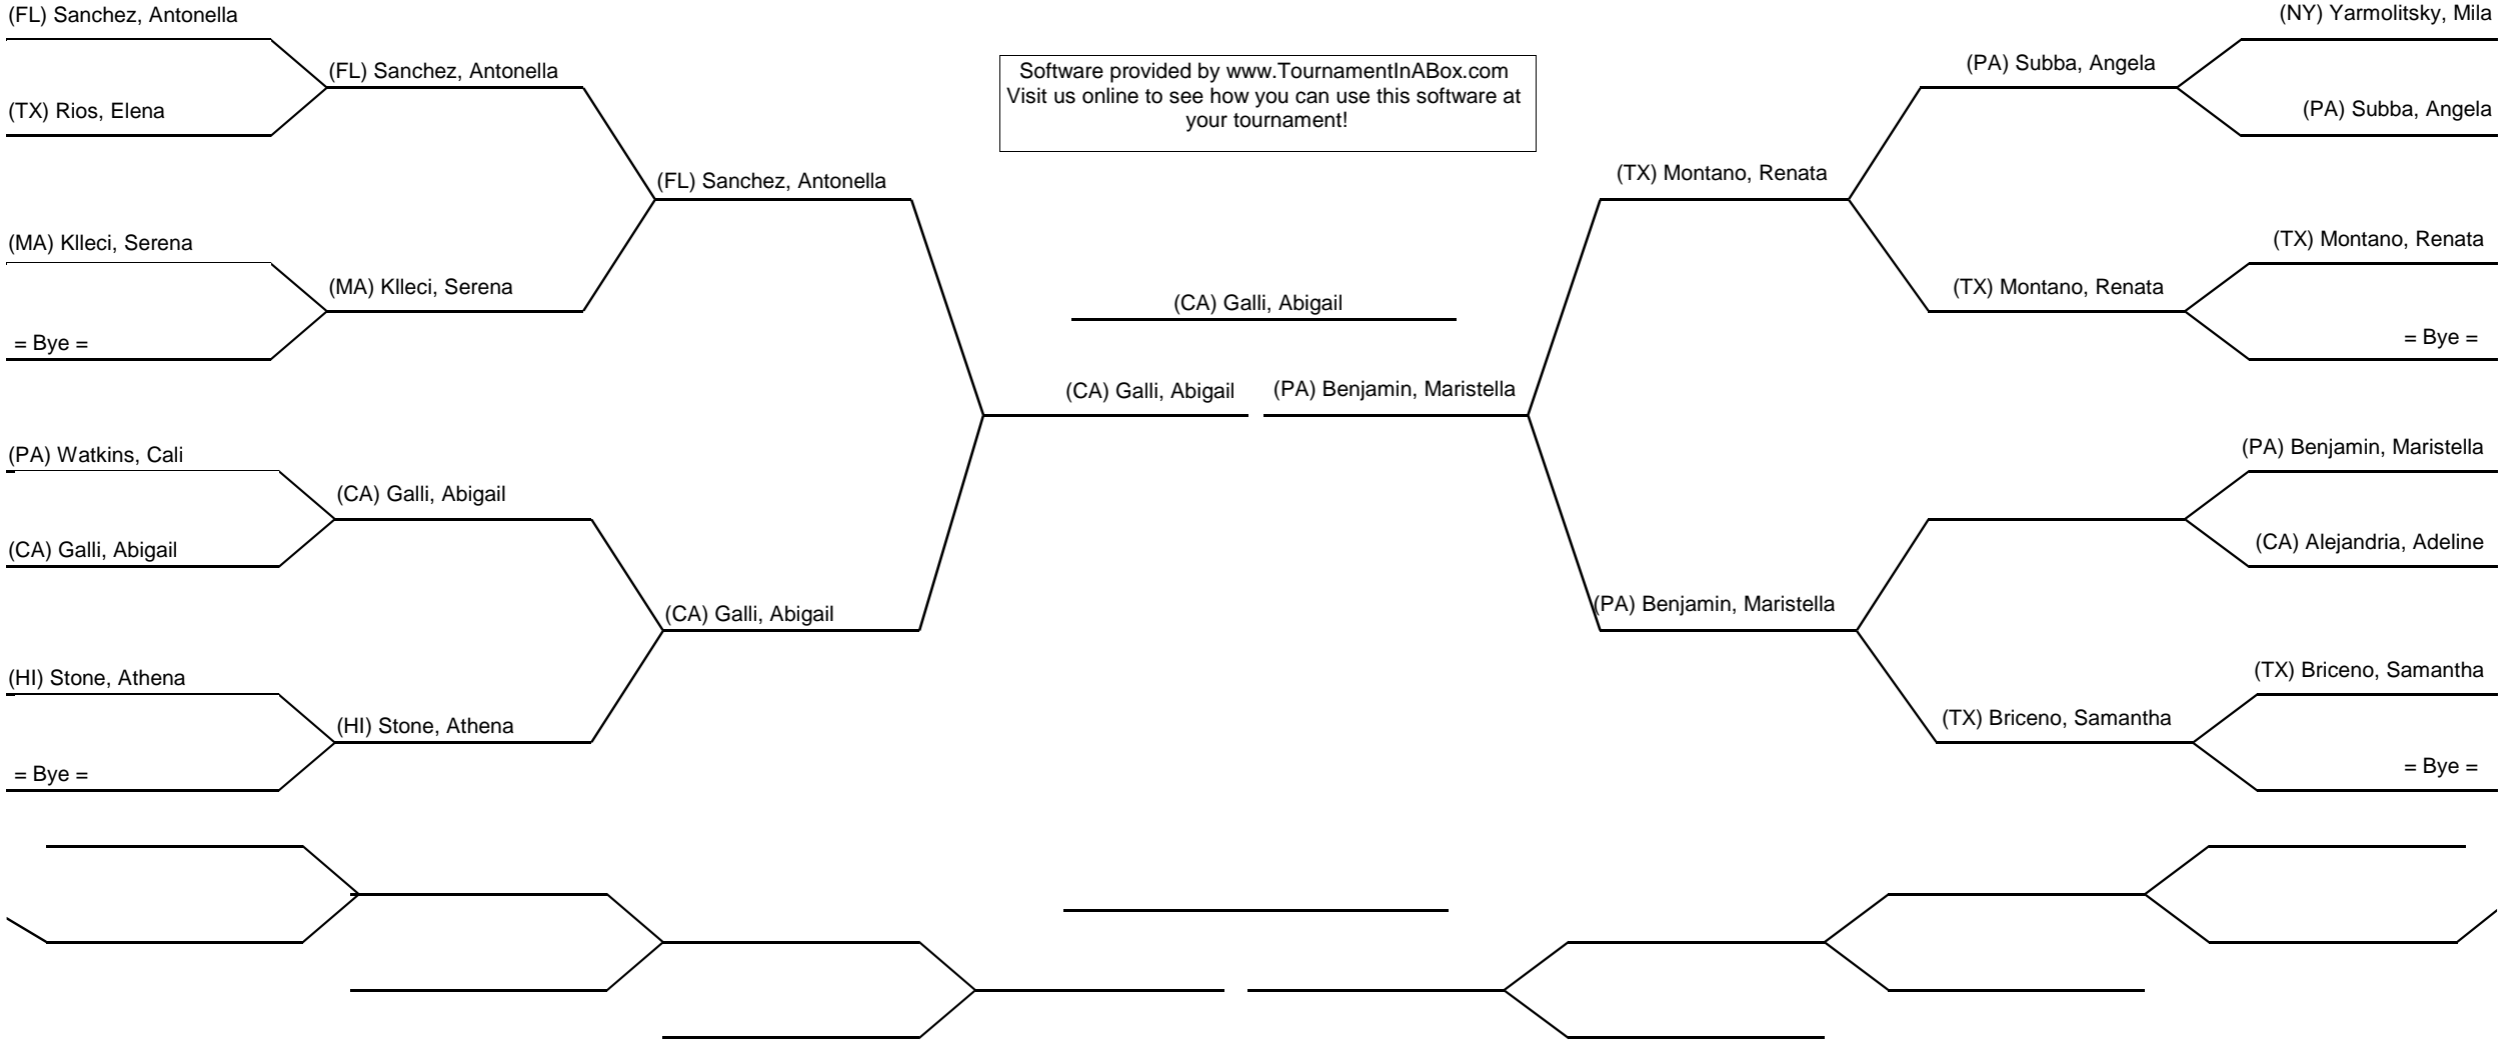 (FL) Sanchez, Antonella
(TX) Rios, Elena
(MA) Klleci, Serena
= Bye =
(PA) Watkins, Cali
(CA) Galli, Abigail
(HI) Stone, Athena
= Bye =
(FL) Sanchez, Antonella
(MA) Klleci, Serena
(CA) Galli, Abigail
(HI) Stone, Athena
(FL) Sanchez, Antonella
(CA) Galli, Abigail
Software provided by www.TournamentInABox.com
Visit us online to see how you can use this software at
your tournament!
(CA) Galli, Abigail
(CA) Galli, Abigail
(PA) Benjamin, Maristella
(TX) Montano, Renata
(PA) Benjamin, Maristella
(PA) Subba, Angela
(TX) Montano, Renata
(TX) Briceno, Samantha
(NY) Yarmolitsky, Mila
(PA) Subba, Angela
(TX) Montano, Renata
= Bye =
(PA) Benjamin, Maristella
(CA) Alejandria, Adeline
(TX) Briceno, Samantha
= Bye =